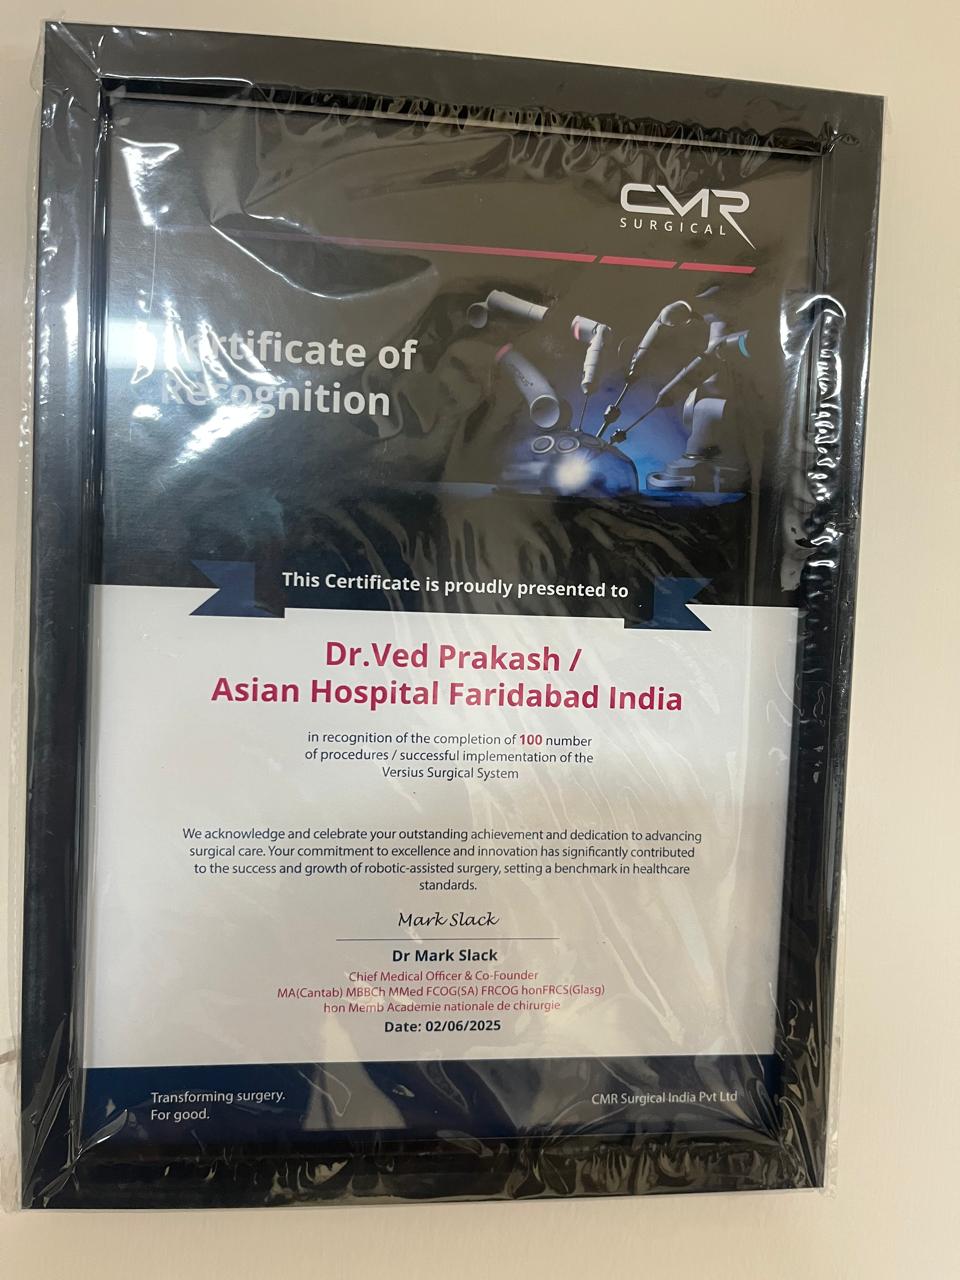 CMR
SURGICAL
Certificate of
Recognition
This Certificate is proudly presented to
Dr.Ved Prakash /
Asian Hospital Faridabad India
in recognition of the completion of 100 number
of procedures / successful implementation of the
Versius Surgical System
We acknowledge and celebrate your outstanding achievement and dedication to advancing
surgical care. Your commitment to excellence and innovation has significantly contributed
to the success and growth of robotic-assisted surgery, setting a benchmark in healthcare
standards.
Mark Slack
Dr Mark Slack
Chief Medical Officer & Co-Founder
MA(Cantab) MBBCh MMed FCOG(SA) FRCOG honFRCS(Glasg)
hon Memb Academie nationale de chirurgie
Date: 02/06/2025
Transforming surgery.
For good.
CMR Surgical India Pvt Ltd